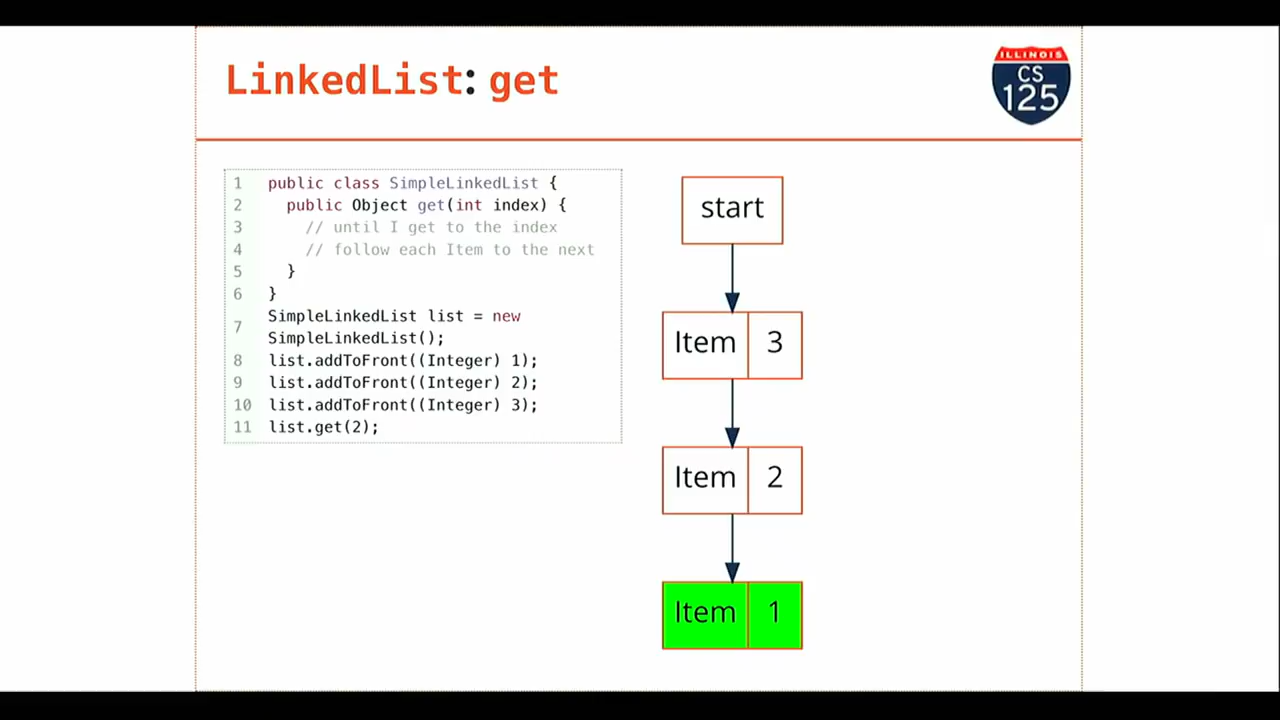 LinkedList: get
ILLINOIS
CS
125
1 public class SimpleLinkedList {
2 public Object get(int index) {
3 // until I get to the index
4 // follow each Item to the next
5 }
6 }
7 SimpleLinkedList list = new
SimpleLinkedList();
8 list.addToFront((Integer) 1);
9 list.addToFront((Integer) 2);
10 list.addToFront((Integer) 3);
11 list.get(2);
start
Item 3
Item 2
Item 1